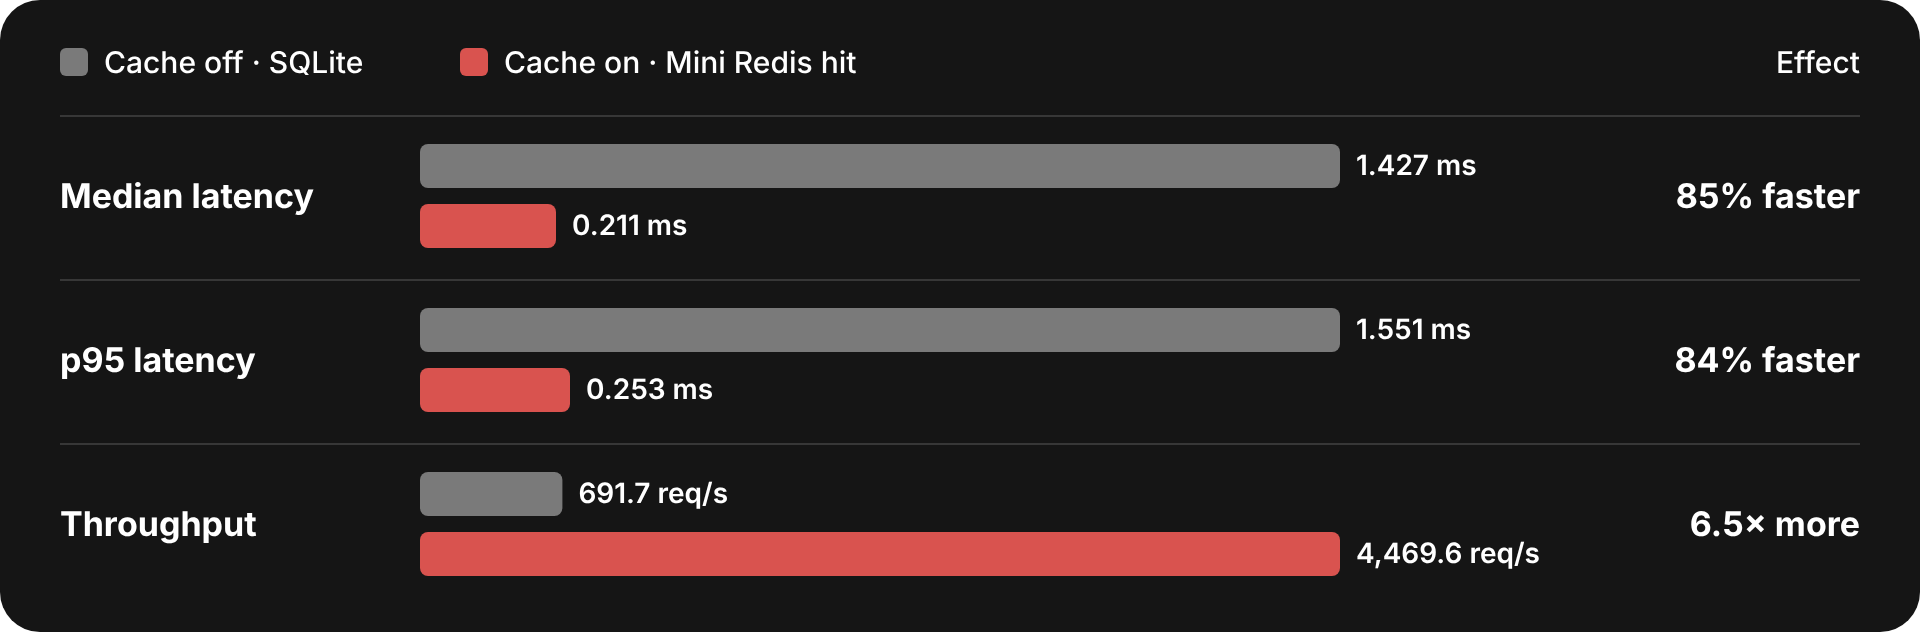 Cache off · SQLite
Cache on · Mini Redis hit
Effect
Median latency
1.427 ms
0.211 ms
85% faster
p95 latency
1.551 ms
0.253 ms
84% faster
Throughput
691.7 req/s
4,469.6 req/s
6.5× more